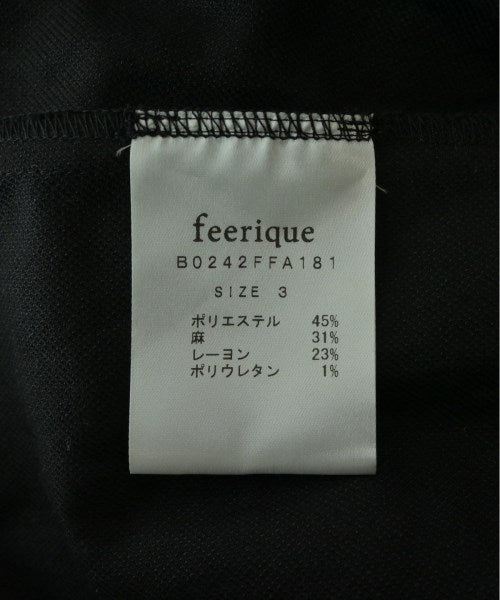 feerique
B0242FFA181
SIZE 3
ポリエステル 45%
麻 31%
レーヨン 23%
ポリウレタン 1%